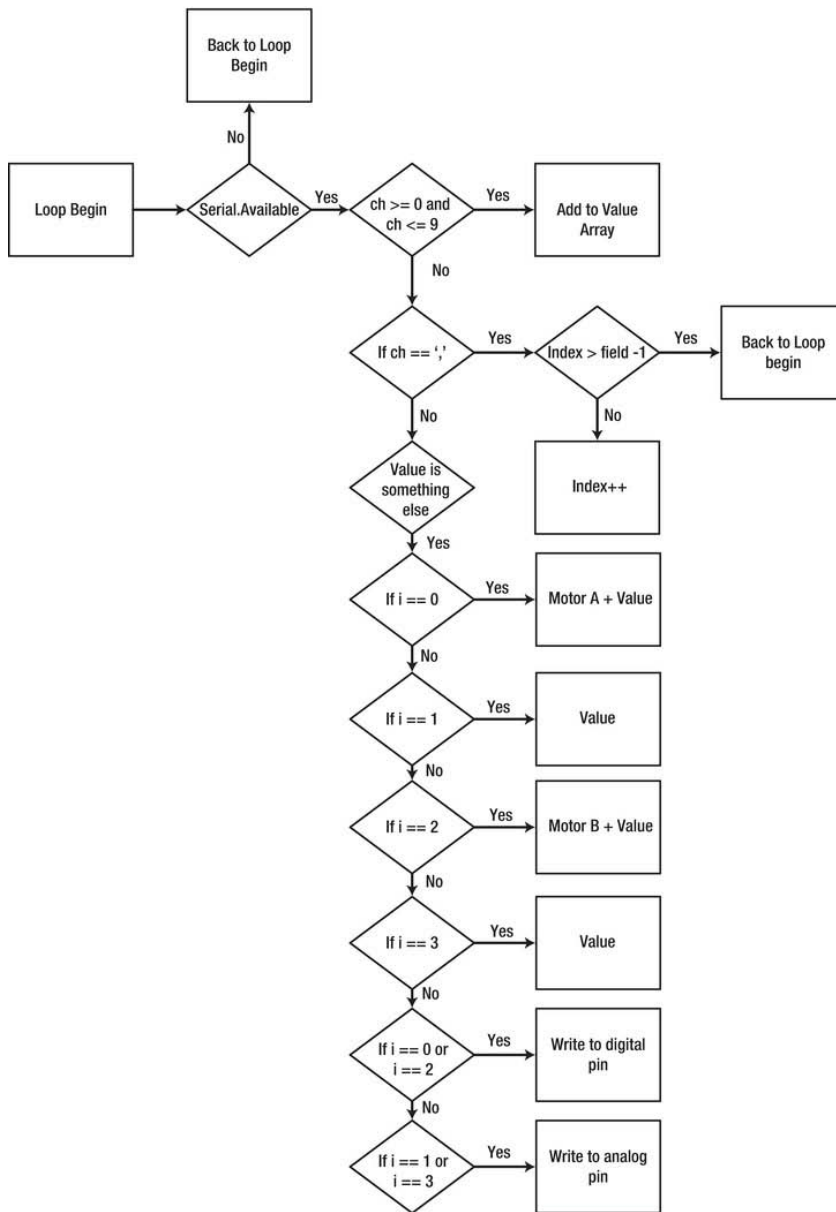 Back to Loop
Begin
No
Loop Begin
Serial.Available
Yes
ch >= 0 and
ch <= 9
Yes
Add to Value
Array
No
If ch == ‘,’
Yes
Index > field -1
Yes
Back to Loop
begin
No
No
Value is
something
else
Index++
Yes
If i == 0
Yes
Motor A + Value
No
If i == 1
Yes
Value
No
If i == 2
Yes
Motor B + Value
No
If i == 3
Yes
Value
No
If i == 0 or
i == 2
Yes
Write to digital
pin
No
If i == 1 or
i == 3
Yes
Write to analog
pin